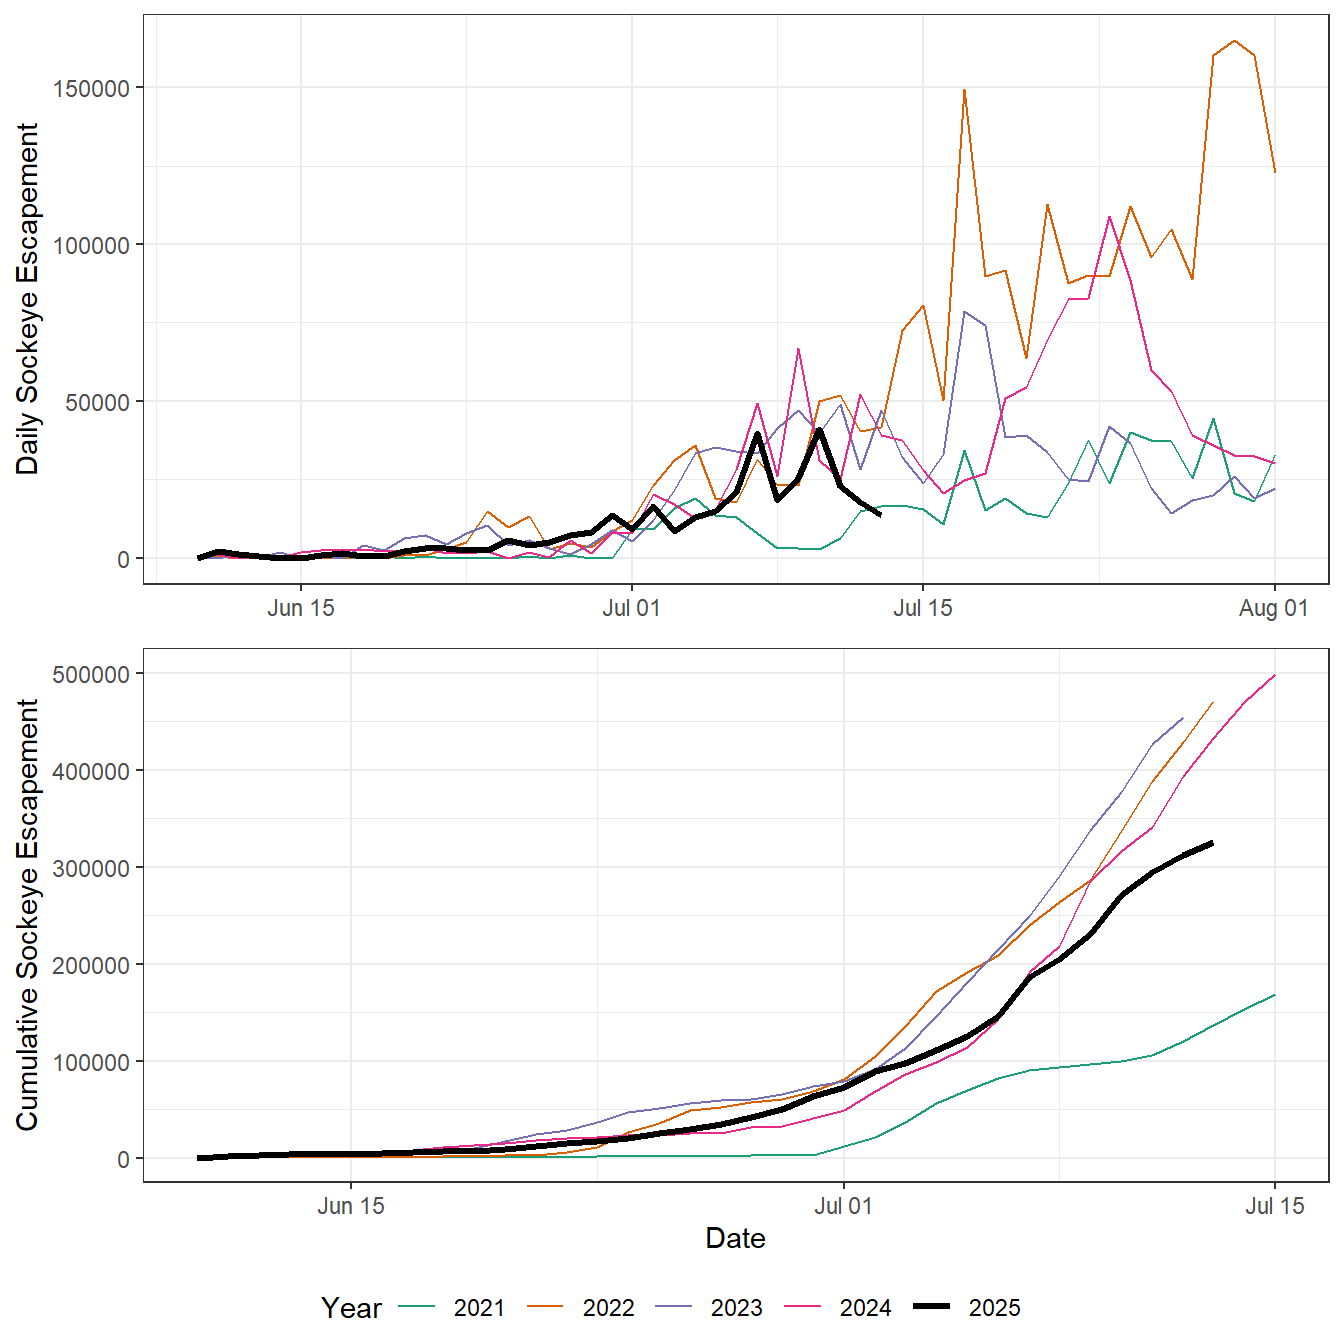 Daily Sockeye Escapement
150000
100000
50000
0
Jun 15 Jul 01 Jul 15 Aug 01
Cumulative Sockeye Escapement
500000
400000
300000
200000
100000
0
Jun 15 Jul 01 Jul 15
Date
Year 2021 2022 2023 2024 2025